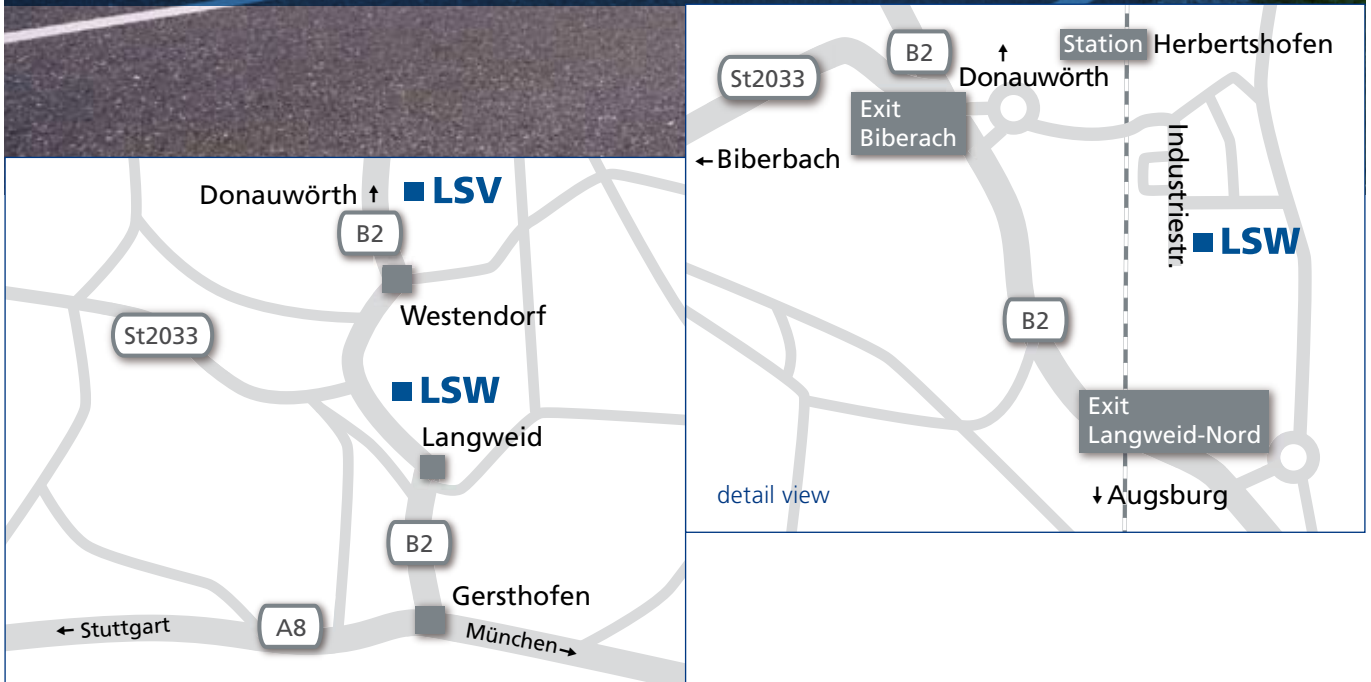 Donauwörth ↑
■ LSV
B2
Westendorf
St2033
■ LSW
Langweid
B2
Gersthofen
← Stuttgart
A8
München→
B2
↑
Donauwörth
Station
Herbertshofen
St2033
Exit
Biberach
← Biberbach
Industriestr.
■ LSW
B2
Exit
Langweid-Nord
detail view
↓ Augsburg